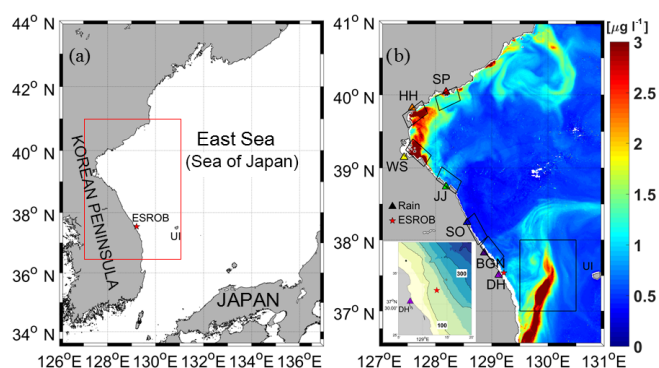 44° N
42° N
40° N
38° N
36° N
34° N
126° E
128° E
130° E
132° E
134° E
136° E
(a)
East Sea
(Sea of Japan)
KOREAN PENINSULA
ESROB
UI
JAPAN
41° N
40° N
39° N
38° N
37° N
127° E
128° E
129° E
130° E
131° E
(b)
SP
HH
WS
JJ
Rain
ESROB
SO
BGN
DH
UI
300
100
DH
129°E
[μg l⁻¹]
3
2.5
2
1.5
1
0.5
0